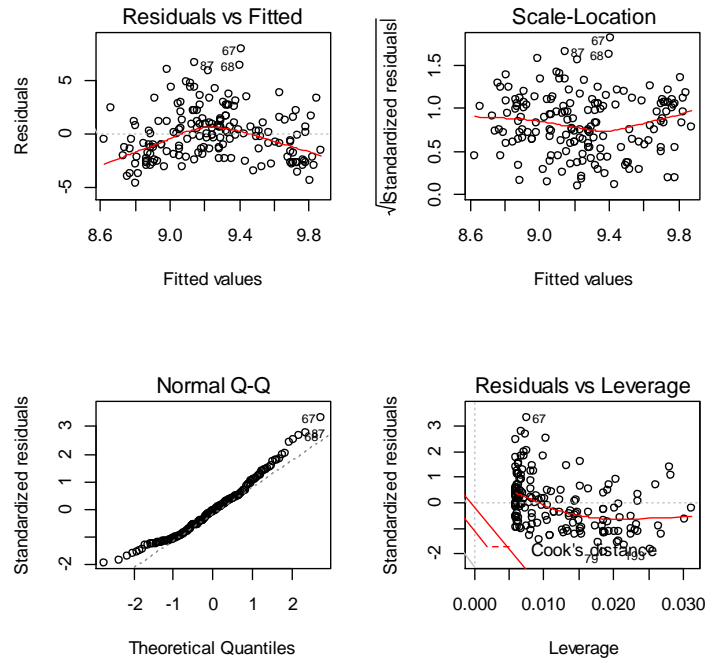 Residuals vs Fitted
Residuals
-5 0 5
67
87 68
8.6 9.0 9.4 9.8
Fitted values
Scale-Location
√|Standardized residuals|
0.0 0.5 1.0 1.5
67
87 68
8.6 9.0 9.4 9.8
Fitted values
Normal Q-Q
Standardized residuals
-2 -1 0 1 2 3
67
87
68
-2 -1 0 1 2
Theoretical Quantiles
Residuals vs Leverage
Standardized residuals
-2 0 1 2 3
67
Cook's distance
79 193
0.000 0.010 0.020 0.030
Leverage